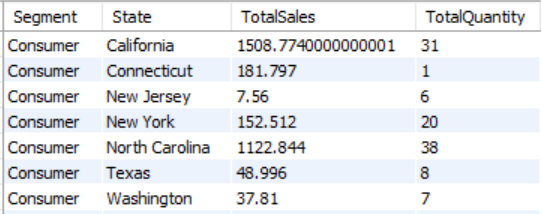 Segment State TotalSales TotalQuantity
Consumer California 1508.7740000000001 31
Consumer Connecticut 181.797 1
Consumer New Jersey 7.56 6
Consumer New York 152.512 20
Consumer North Carolina 1122.844 38
Consumer Texas 48.996 8
Consumer Washington 37.81 7